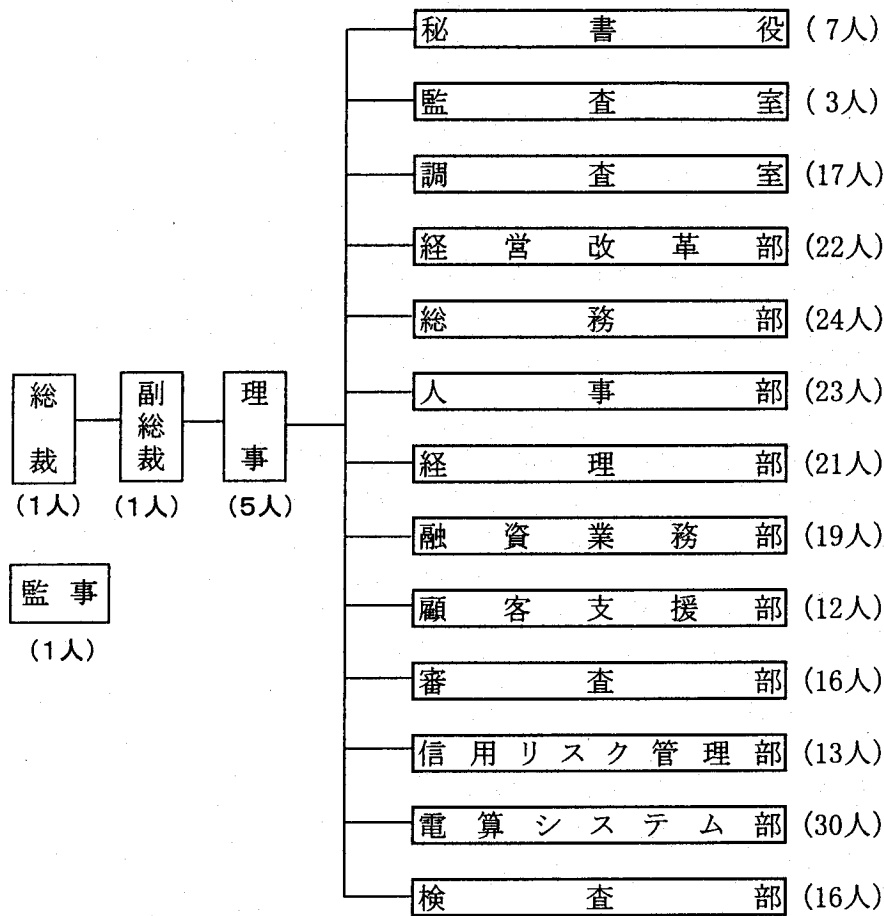 秘書役 (7人)
監査室 (3人)
調査室 (17人)
経営改革部 (22人)
総務部 (24人)
人事部 (23人)
経理部 (21人)
融資業務部 (19人)
顧客支援部 (12人)
審査部 (16人)
信用リスク管理部 (13人)
電算システム部 (30人)
検査部 (16人)
総裁
(1人)
副総裁
(1人)
理事
(5人)
監事
(1人)